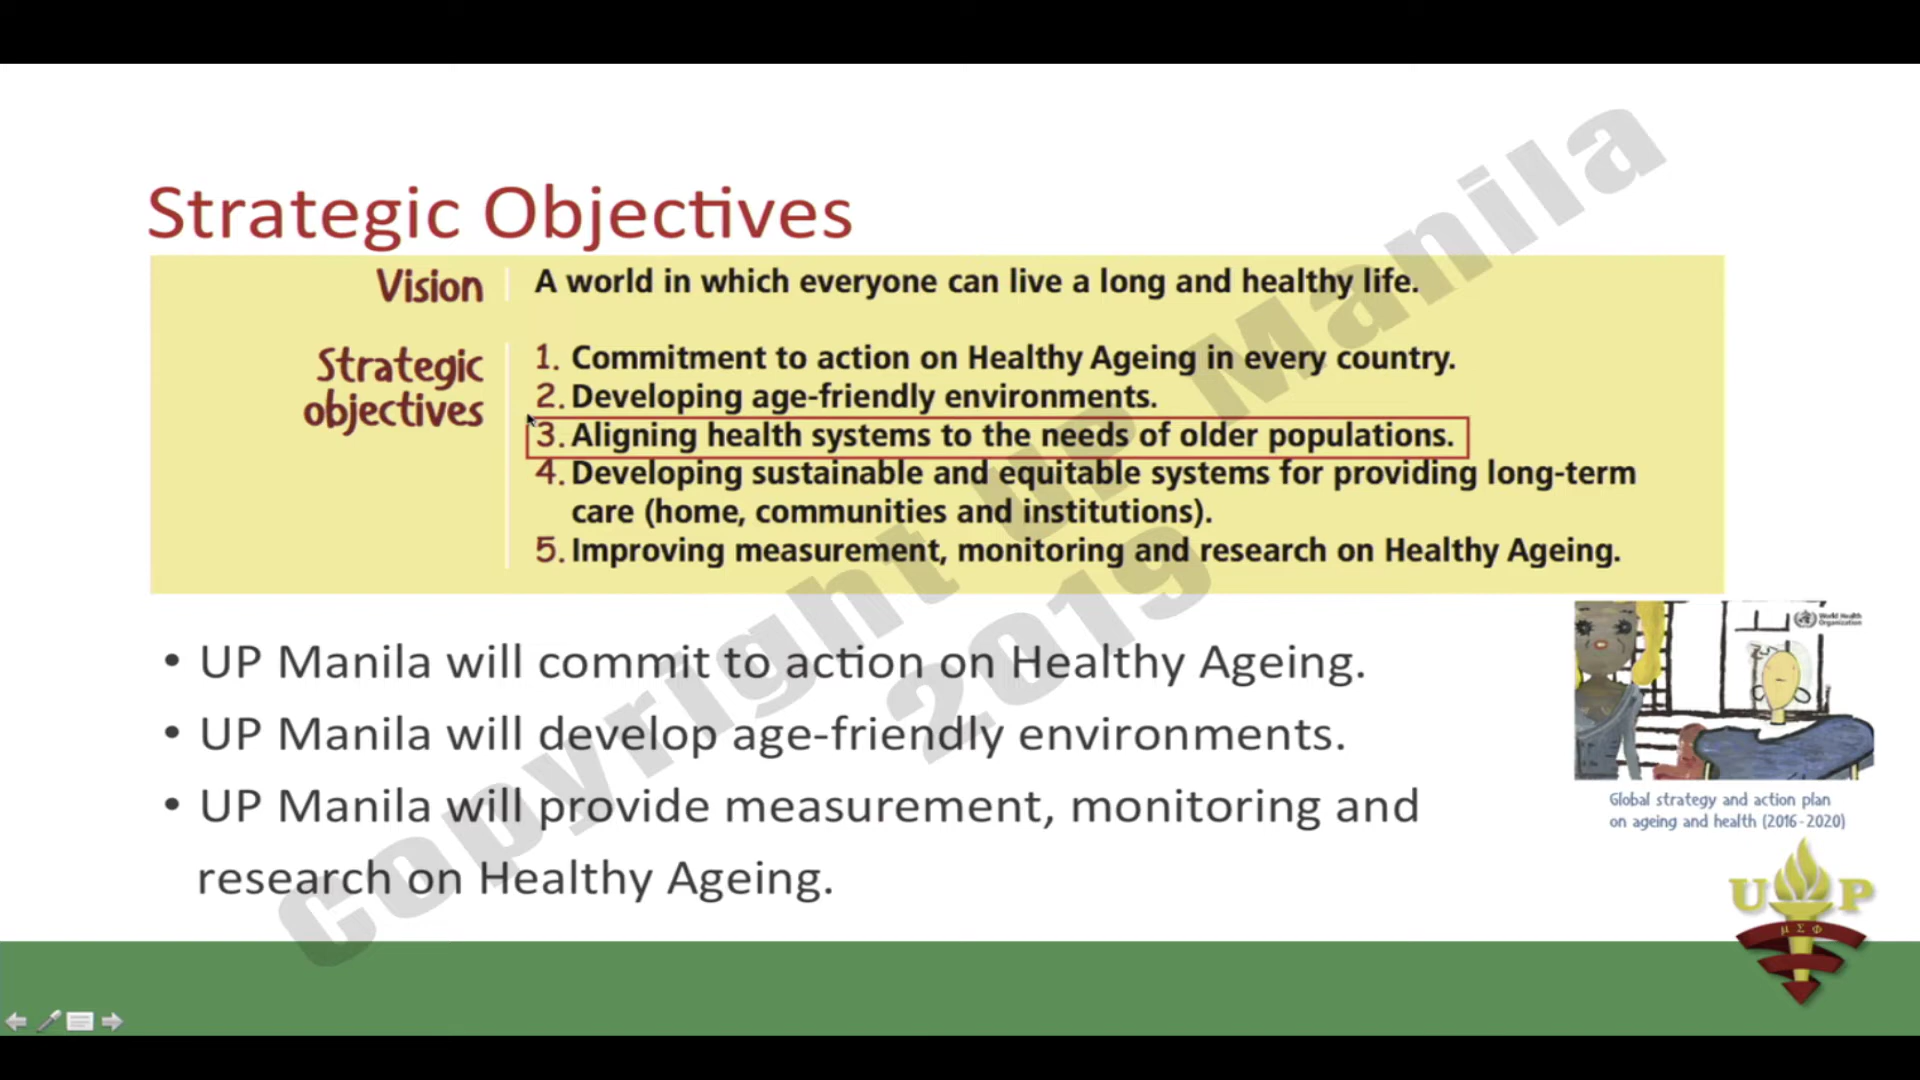 Strategic Objectives
Vision
A world in which everyone can live a long and healthy life.
Strategic
objectives
1. Commitment to action on Healthy Ageing in every country.
2. Developing age-friendly environments.
3. Aligning health systems to the needs of older populations.
4. Developing sustainable and equitable systems for providing long-term
care (home, communities and institutions).
5. Improving measurement, monitoring and research on Healthy Ageing.
• UP Manila will commit to action on Healthy Ageing.
• UP Manila will develop age-friendly environments.
• UP Manila will provide measurement, monitoring and
research on Healthy Ageing.
World Health
Organization
Global strategy and action plan
on ageing and health (2016-2020)
UP
μ Σ Φ
Copyright UP Manila
2019